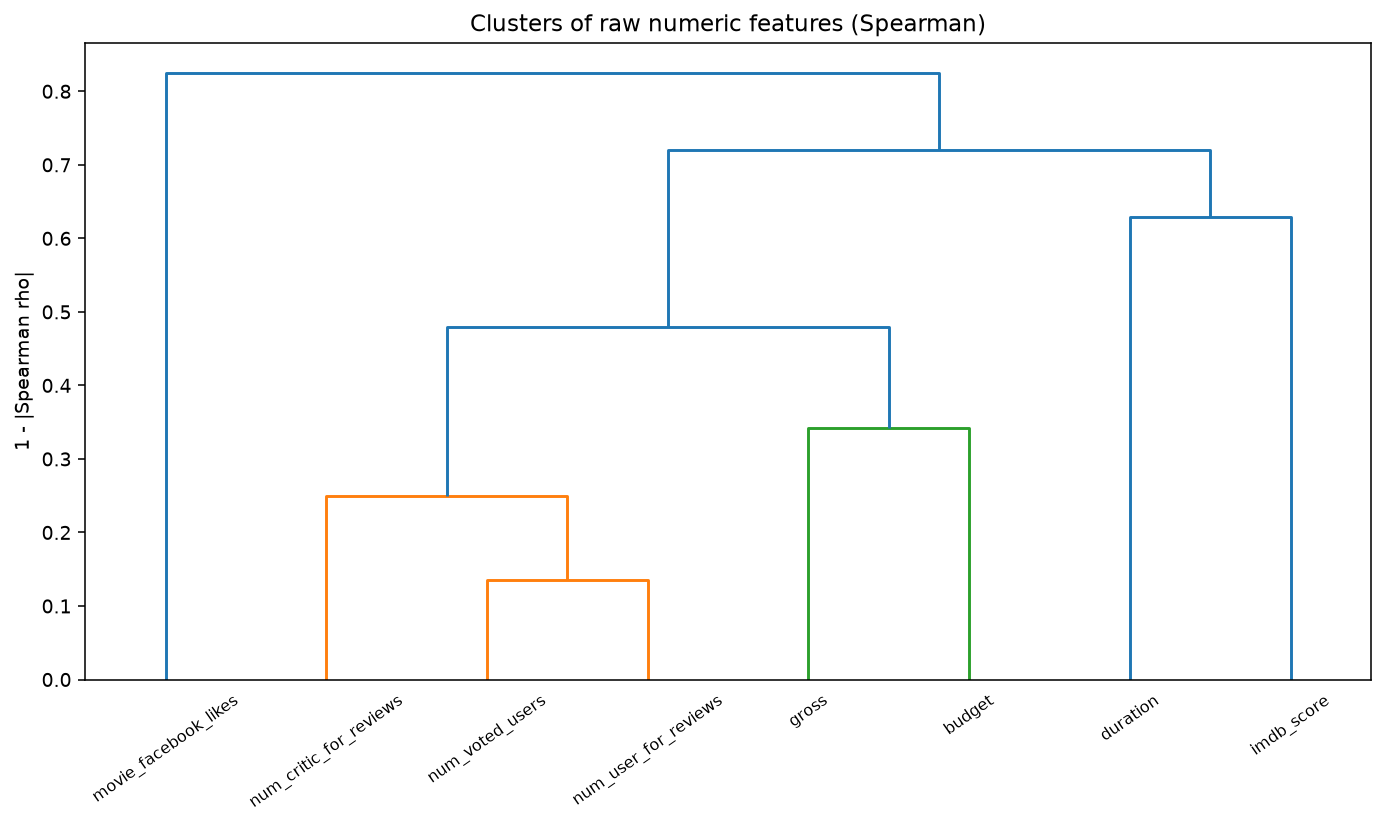 Clusters of raw numeric features (Spearman)
1 - |Spearman rho|
0.8
0.7
0.6
0.5
0.4
0.3
0.2
0.1
0.0
movie_facebook_likes
num_critic_for_reviews
num_voted_users
num_user_for_reviews
gross
budget
duration
imdb_score